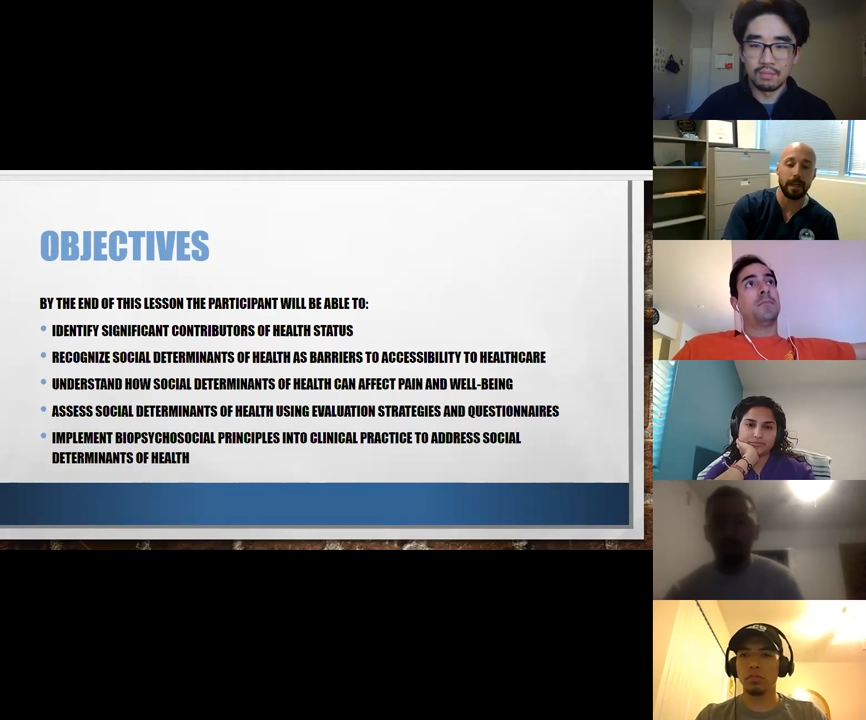 OBJECTIVES
BY THE END OF THIS LESSON THE PARTICIPANT WILL BE ABLE TO:
• IDENTIFY SIGNIFICANT CONTRIBUTORS OF HEALTH STATUS
• RECOGNIZE SOCIAL DETERMINANTS OF HEALTH AS BARRIERS TO ACCESSIBILITY TO HEALTHCARE
• UNDERSTAND HOW SOCIAL DETERMINANTS OF HEALTH CAN AFFECT PAIN AND WELL-BEING
• ASSESS SOCIAL DETERMINANTS OF HEALTH USING EVALUATION STRATEGIES AND QUESTIONNAIRES
• IMPLEMENT BIOPSYCHOSOCIAL PRINCIPLES INTO CLINICAL PRACTICE TO ADDRESS SOCIAL
DETERMINANTS OF HEALTH